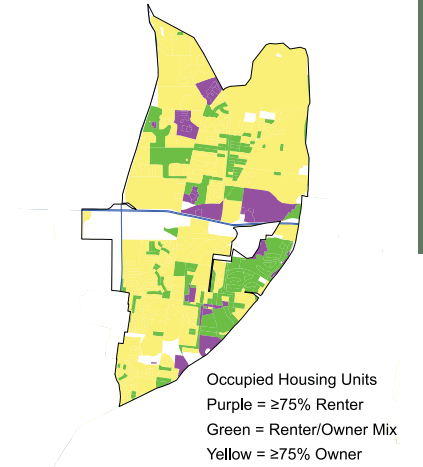 Occupied Housing Units
Purple = ≥75% Renter
Green = Renter/Owner Mix
Yellow = ≥75% Owner